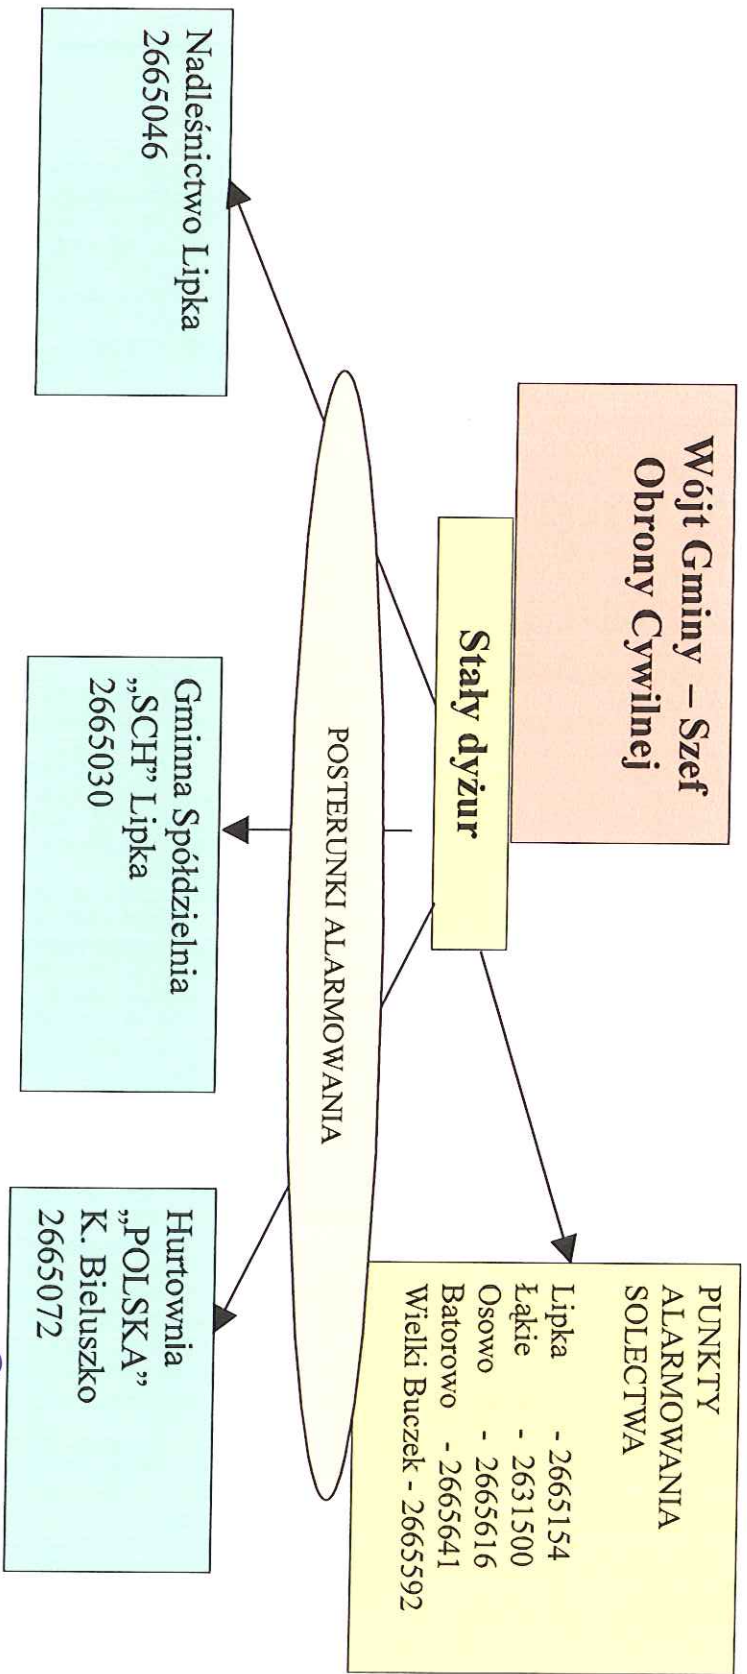 Wójt Gminy – Szef
Obrony Cywilnej
Stały dyżur
PUNKTY
ALARMOWANIA
SOLECTWA
Lipka - 2665154
Łąkie - 2631500
Osowo - 2665616
Batorowo - 2665641
Wielki Buczek - 2665592
POSTERUNKI ALARMOWANIA
Nadleśnictwo Lipka
2665046
Gminna Spółdzielnia
„SCH” Lipka
2665030
Hurtownia
„POLSKA”
K. Bieluszko
2665072